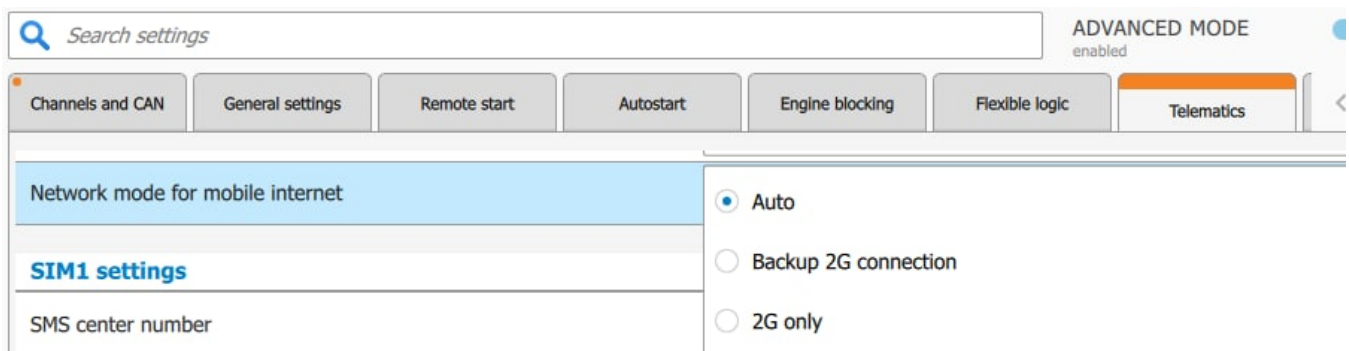 Search settings
ADVANCED MODE
enabled
Channels and CAN
General settings
Remote start
Autostart
Engine blocking
Flexible logic
Telematics
Network mode for mobile internet
Auto
Backup 2G connection
SIM1 settings
SMS center number
2G only